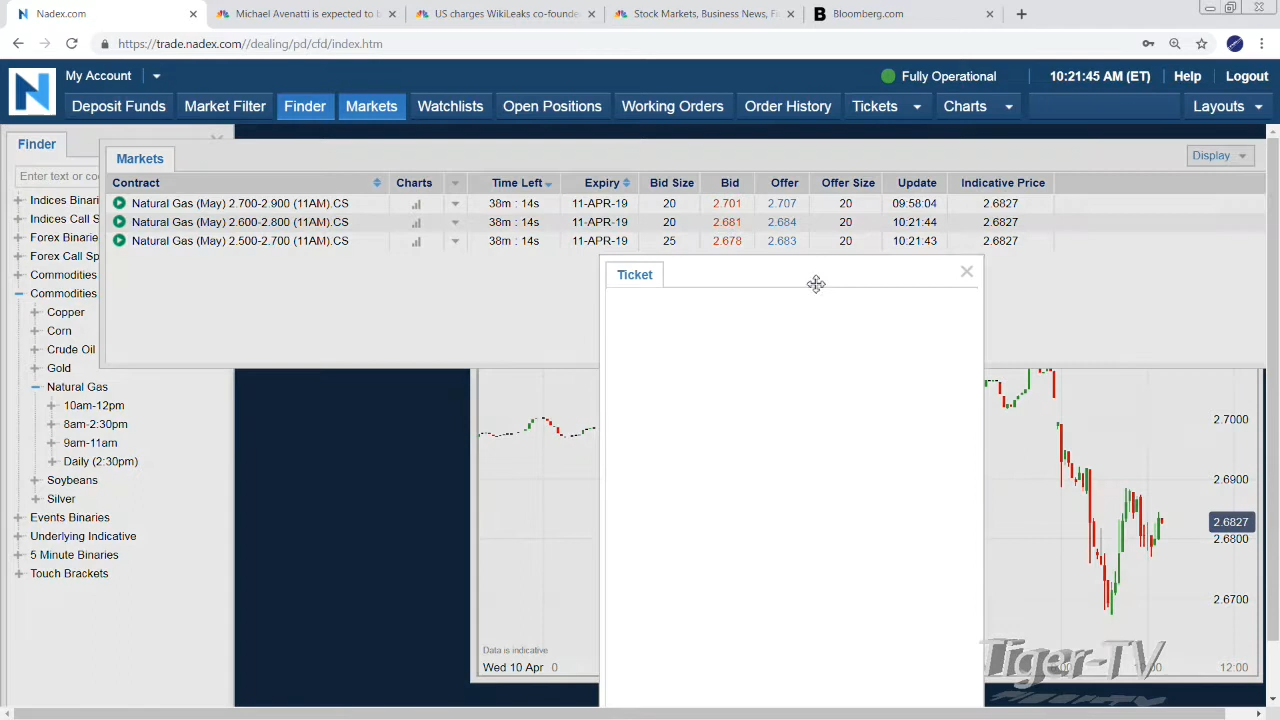 Nadex.com
Michael Avenatti is expected to b
US charges WikiLeaks co-founde
Stock Markets, Business News, Fi
Bloomberg.com
https://trade.nadex.com//dealing/pd/cfd/index.htm
My Account
Fully Operational
10:21:45 AM (ET)
Help
Logout
Deposit Funds
Market Filter
Finder
Markets
Watchlists
Open Positions
Working Orders
Order History
Tickets
Charts
Layouts
Finder
Enter text or co
Indices Binari
Indices Call S
Forex Binarie
Forex Call Sp
Commodities
Commodities
Copper
Corn
Crude Oil
Gold
Natural Gas
10am-12pm
8am-2:30pm
9am-11am
Daily (2:30pm)
Soybeans
Silver
Events Binaries
Underlying Indicative
5 Minute Binaries
Touch Brackets
Markets
Display
Contract Charts Time Left Expiry Bid Size Bid Offer Offer Size Update Indicative Price
Natural Gas (May) 2.700-2.900 (11AM).CS 38m : 14s 11-APR-19 20 2.701 2.707 20 09:58:04 2.6827
Natural Gas (May) 2.600-2.800 (11AM).CS 38m : 14s 11-APR-19 20 2.681 2.684 20 10:21:44 2.6827
Natural Gas (May) 2.500-2.700 (11AM).CS 38m : 14s 11-APR-19 25 2.678 2.683 20 10:21:43 2.6827
Ticket
2.7000
2.6900
2.6827
2.6800
2.6700
Data is indicative
Wed 10 Apr 0
12:00
Tiger-TV